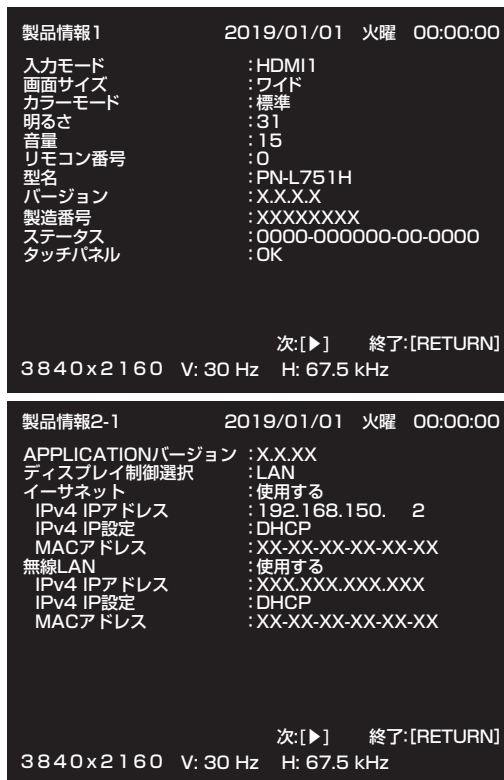 製品情報1 2019/01/01 火曜 00:00:00
入力モード :HDMI1
画面サイズ :ワイド
カラーモード :標準
明るさ :31
音量 :15
リモコン番号 :0
型名 :PN-L751H
バージョン :X.X.X.X
製造番号 :XXXXXXXX
ステータス :0000-000000-00-0000
タッチパネル :OK
次:[▶] 終了:[RETURN]
3840x2160 V: 30 Hz H: 67.5 kHz
製品情報2-1 2019/01/01 火曜 00:00:00
APPLICATIONバージョン :X.X.XX
ディスプレイ制御選択 :LAN
イーサネット :使用する
IPv4 IPアドレス :192.168.150. 2
IPv4 IP設定 :DHCP
MACアドレス :XX-XX-XX-XX-XX-XX
無線LAN :使用する
IPv4 IPアドレス :XXX.XXX.XXX.XXX
IPv4 IP設定 :DHCP
MACアドレス :XX-XX-XX-XX-XX-XX
次:[▶] 終了:[RETURN]
3840x2160 V: 30 Hz H: 67.5 kHz